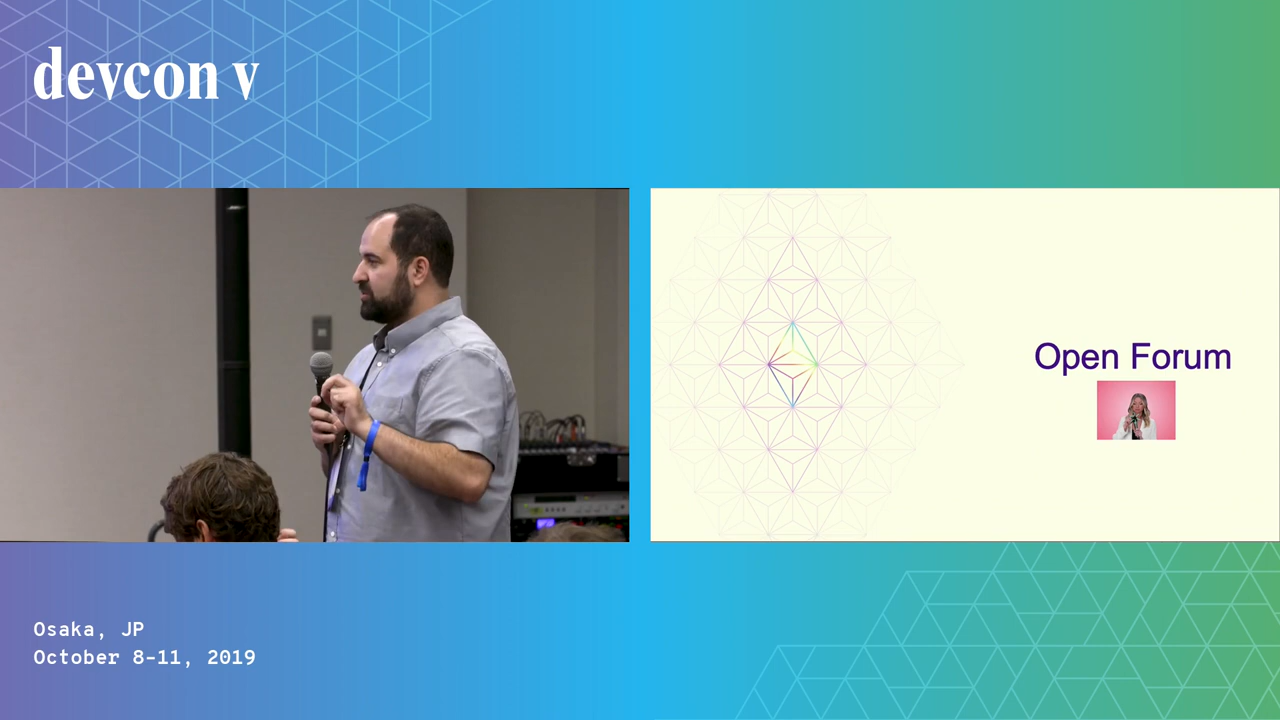 devcon v
Open Forum
Osaka, JP
October 8-11, 2019